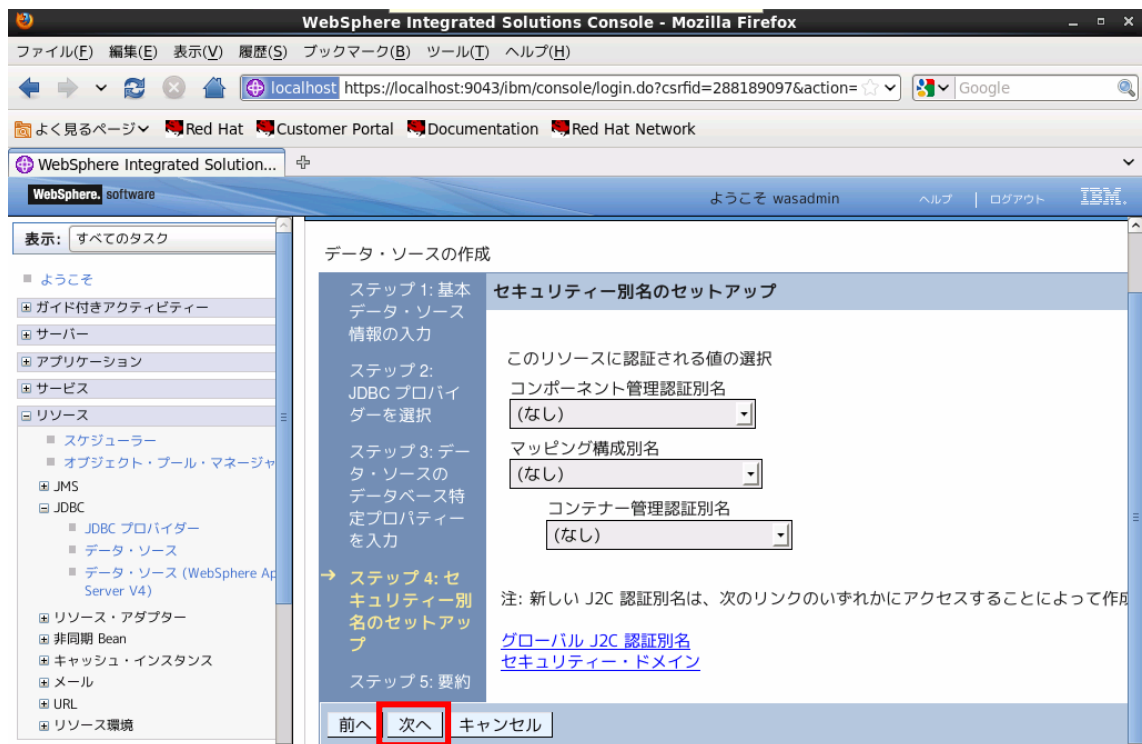 WebSphere Integrated Solutions Console - Mozilla Firefox
ファイル(F) 編集(E) 表示(V) 履歴(S) ブックマーク(B) ツール(T) ヘルプ(H)
localhost https://localhost:9043/ibm/console/login.do?csrfid=288189097&action= Google
よく見るページ Red Hat Customer Portal Documentation Red Hat Network
WebSphere Integrated Solution...
WebSphere. software ようこそ wasadmin ヘルプ | ログアウト IBM.
表示: すべてのタスク
ようこそ
ガイド付きアクティビティー
サーバー
アプリケーション
サービス
リソース
スケジューラー
オブジェクト・プール・マネージャ
JMS
JDBC
JDBC プロバイダー
データ・ソース
データ・ソース (WebSphere Ap
Server V4)
リソース・アダプター
非同期 Bean
キャッシュ・インスタンス
メール
URL
リソース環境
データ・ソースの作成
ステップ 1: 基本
データ・ソース
情報の入力
ステップ 2:
JDBC プロバイ
ダーを選択
ステップ 3: デー
タ・ソースの
データベース特
定プロパティー
を入力
ステップ 4: セ
キュリティー別
名のセットアッ
プ
ステップ 5: 要約
セキュリティー別名のセットアップ
このリソースに認証される値の選択
コンポーネント管理認証別名
(なし)
マッピング構成別名
(なし)
コンテナー管理認証別名
(なし)
注: 新しい J2C 認証別名は、次のリンクのいずれかにアクセスすることによって作成
グローバル J2C 認証別名
セキュリティー・ドメイン
前へ 次へ キャンセル